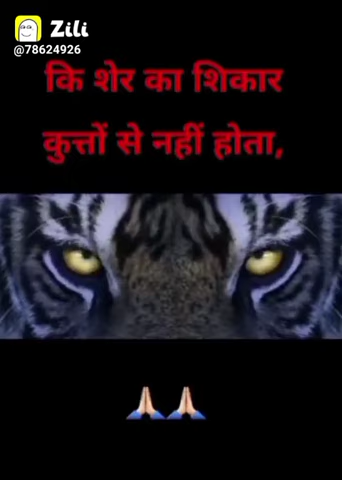 Zili
@78624926
कि शेर का शिकार
कुत्तों से नहीं होता,